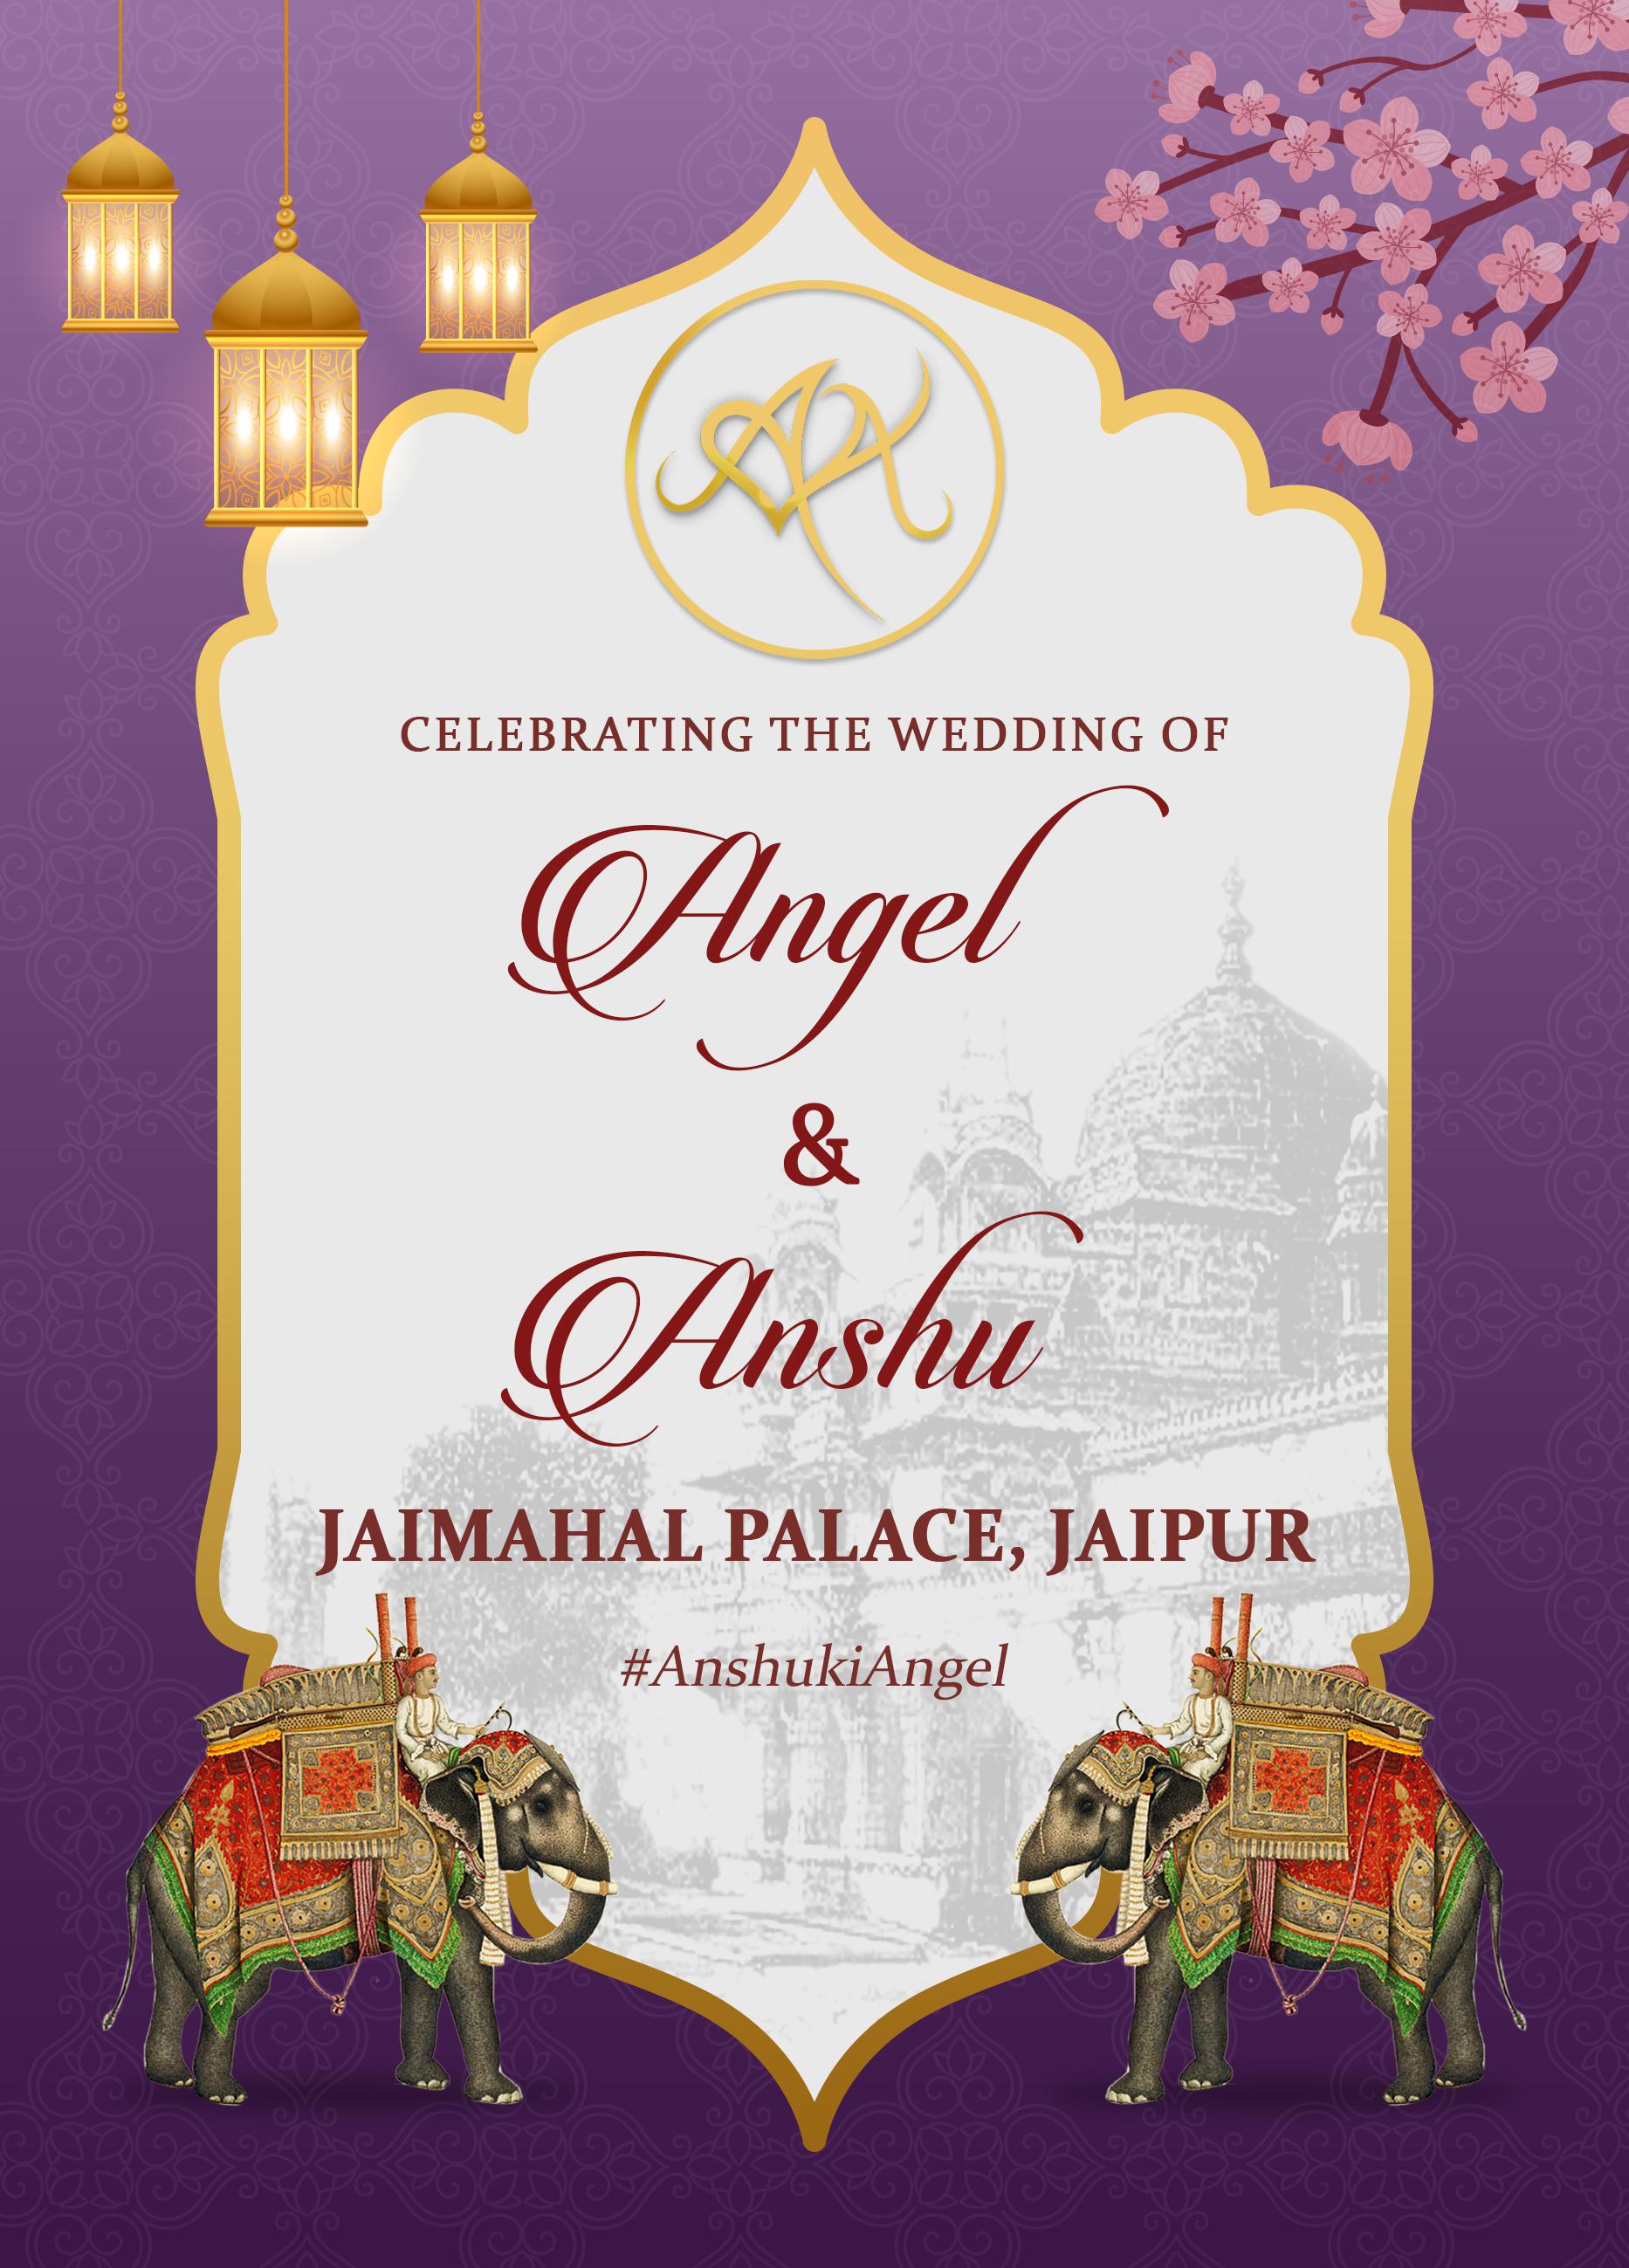 CELEBRATING THE WEDDING OF
Angel
&
Anshu
JAIMAHAL PALACE, JAIPUR
#AnshukiAngel